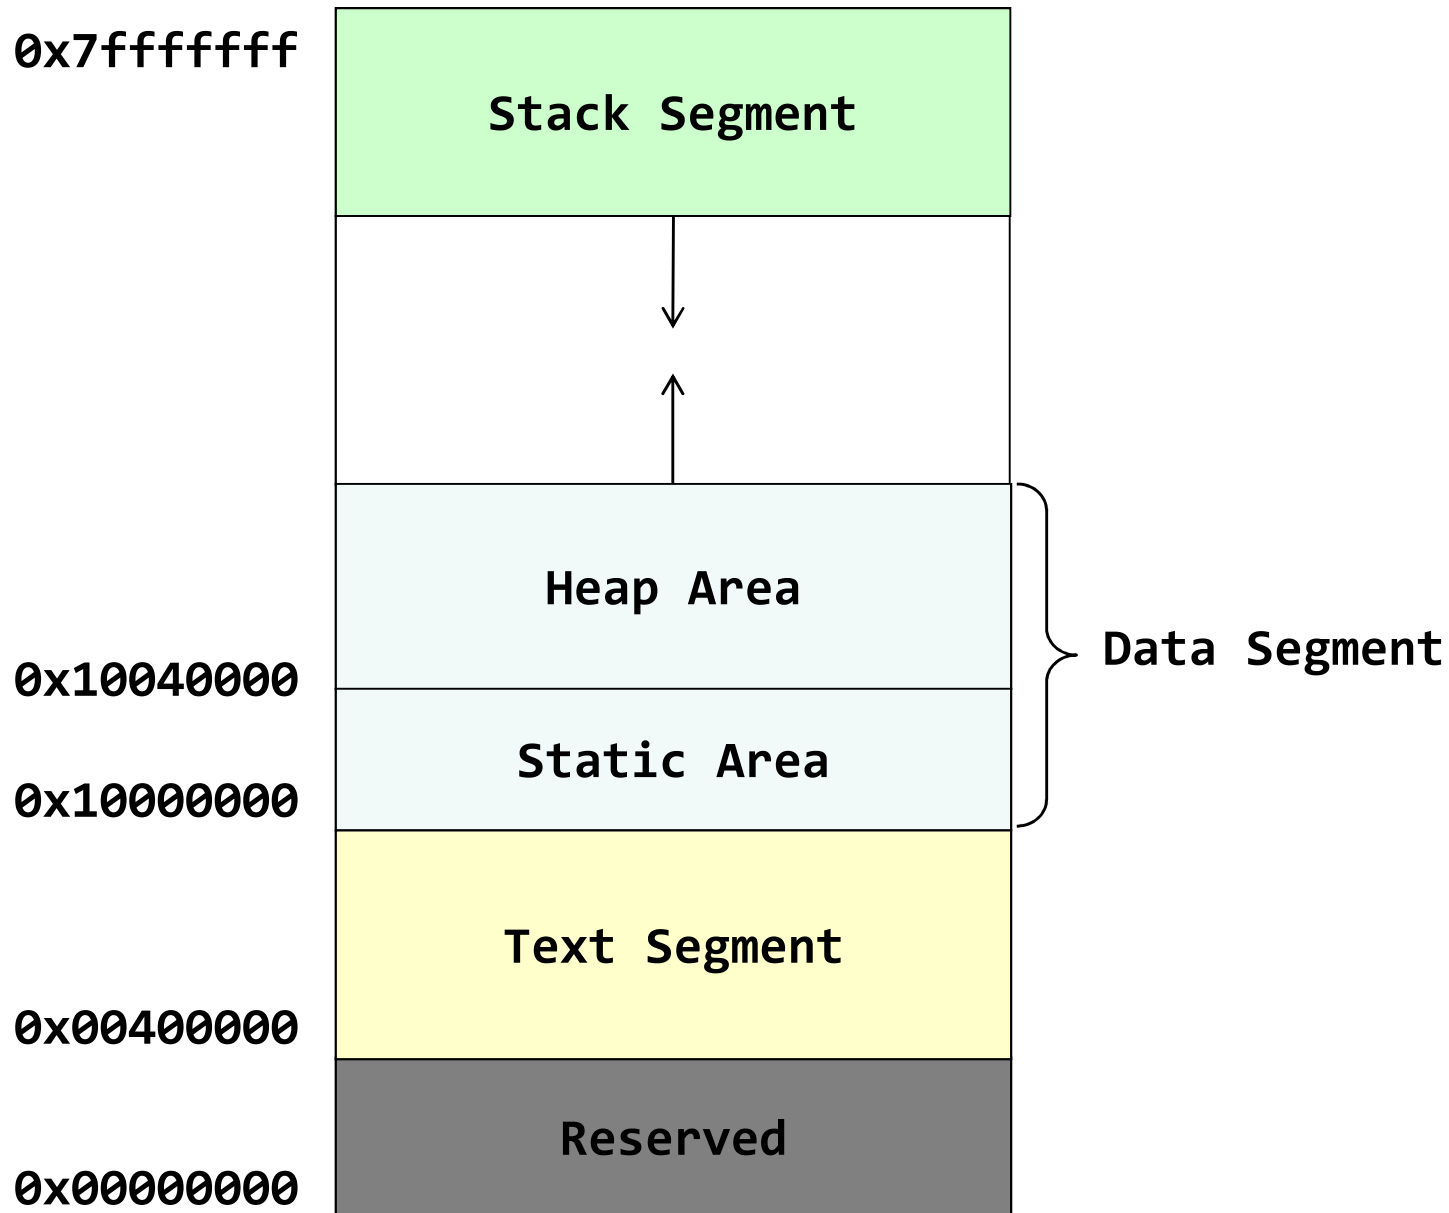 0x7fffffff
Stack Segment
Heap Area
Data Segment
0x10040000
Static Area
0x10000000
Text Segment
0x00400000
Reserved
0x00000000